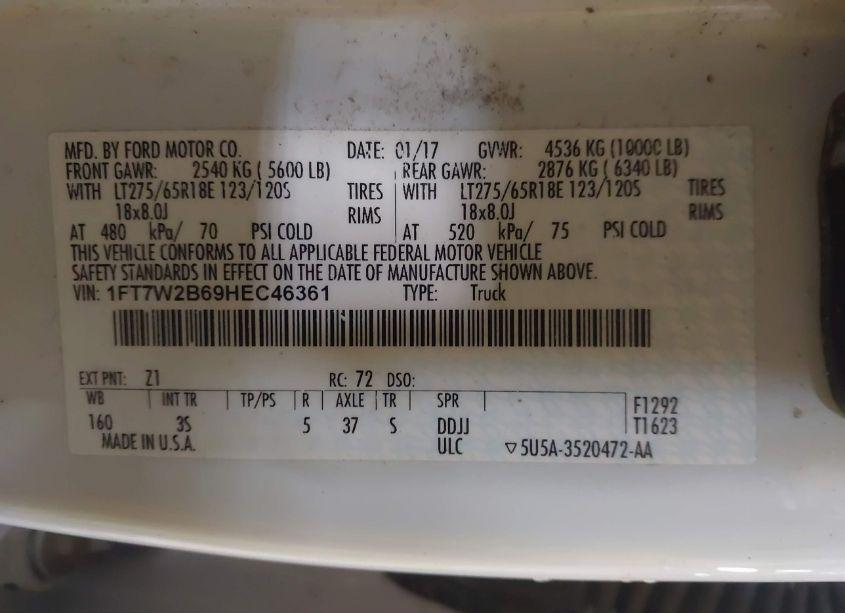 MFD. BY FORD MOTOR CO. DATE: 01/17 GVWR: 4536 KG (10000 LB)
FRONT GAWR: 2540 KG ( 5600 LB) REAR GAWR: 2876 KG ( 6340 LB)
WITH LT275/65R18E 123/120S TIRES WITH LT275/65R18E 123/120S TIRES
18x8.0J RIMS 18x8.0J RIMS
AT 480 kPa/ 70 PSI COLD AT 520 kPa/ 75 PSI COLD
THIS VEHICLE CONFORMS TO ALL APPLICABLE FEDERAL MOTOR VEHICLE
SAFETY STANDARDS IN EFFECT ON THE DATE OF MANUFACTURE SHOWN ABOVE.
VIN: 1FT7W2B69HEC46361 TYPE: Truck
EXT PNT: Z1 RC: 72 DSO:
WB INT TR TP/PS R AXLE TR SPR F1292
160 3S 5 37 S DDJJ T1623
MADE IN U.S.A. ULC ▽5U5A-3520472-AA